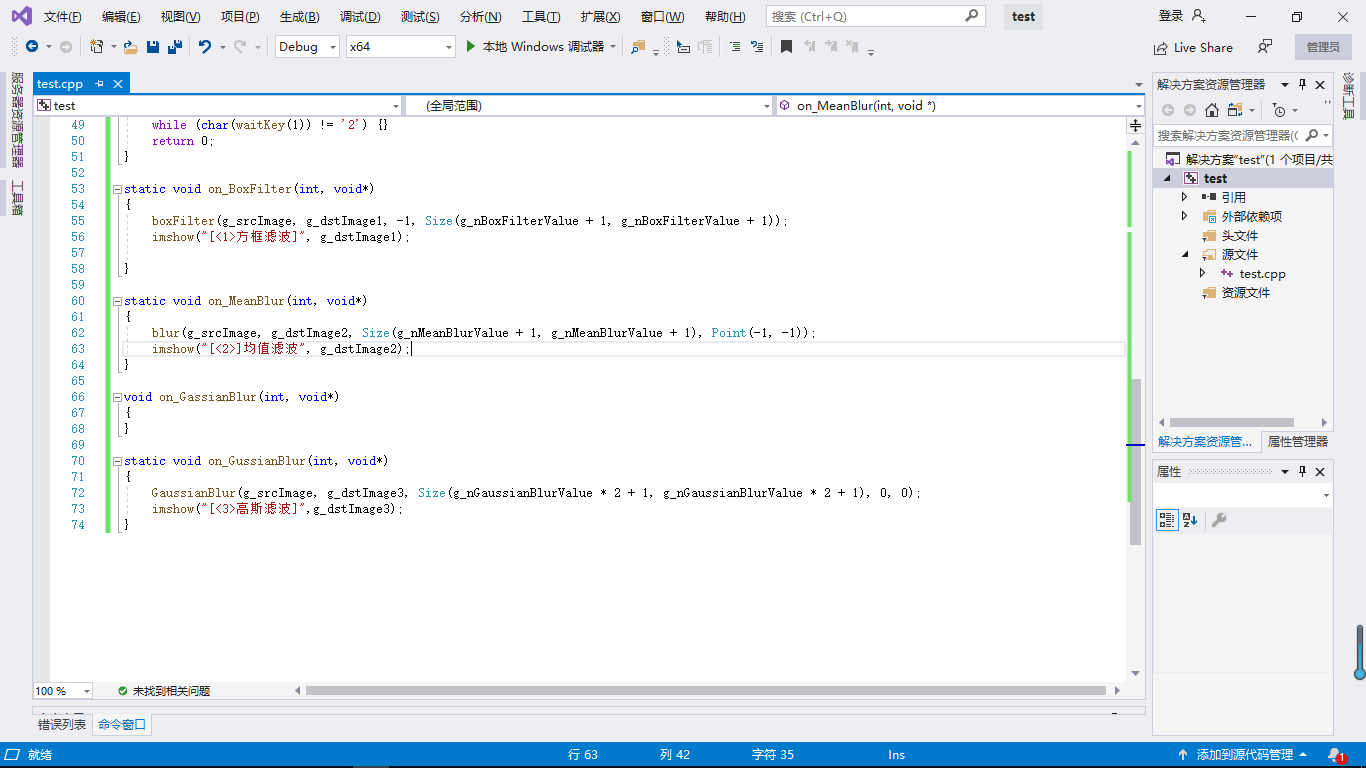 文件(F) 编辑(E) 视图(V) 项目(P) 生成(B) 调试(D) 测试(S) 分析(N) 工具(T) 扩展(X) 窗口(W) 帮助(H) 搜索 (Ctrl+Q) test 登录
Debug x64 本地 Windows 调试器 Live Share 管理员
服务器资源管理器
工具箱
test.cpp
test (全局范围) on_MeanBlur(int, void *)
49 while (char(waitKey(1)) != '2') {}
50 return 0;
51 }
52
53 static void on_BoxFilter(int, void*)
54 {
55 boxFilter(g_srcImage, g_dstImage1, -1, Size(g_nBoxFilterValue + 1, g_nBoxFilterValue + 1));
56 imshow("[<1>方框滤波]", g_dstImage1);
57
58 }
59
60 static void on_MeanBlur(int, void*)
61 {
62 blur(g_srcImage, g_dstImage2, Size(g_nMeanBlurValue + 1, g_nMeanBlurValue + 1), Point(-1, -1));
63 imshow("[<2>]均值滤波", g_dstImage2);
64 }
65
66 void on_GassianBlur(int, void*)
67 {
68 }
69
70 static void on_GussianBlur(int, void*)
71 {
72 GaussianBlur(g_srcImage, g_dstImage3, Size(g_nGaussianBlurValue * 2 + 1, g_nGaussianBlurValue * 2 + 1), 0, 0);
73 imshow("[<3>高斯滤波]",g_dstImage3);
74 }
100 % 未找到相关问题
错误列表 命令窗口
解决方案资源管理器
搜索解决方案资源管理器(C
解决方案"test"(1 个项目/共
test
引用
外部依赖项
头文件
源文件
test.cpp
资源文件
解决方案资源管... 属性管理器
属性
诊断工具
就绪 行 63 列 42 字符 35 Ins 添加到源代码管理 1